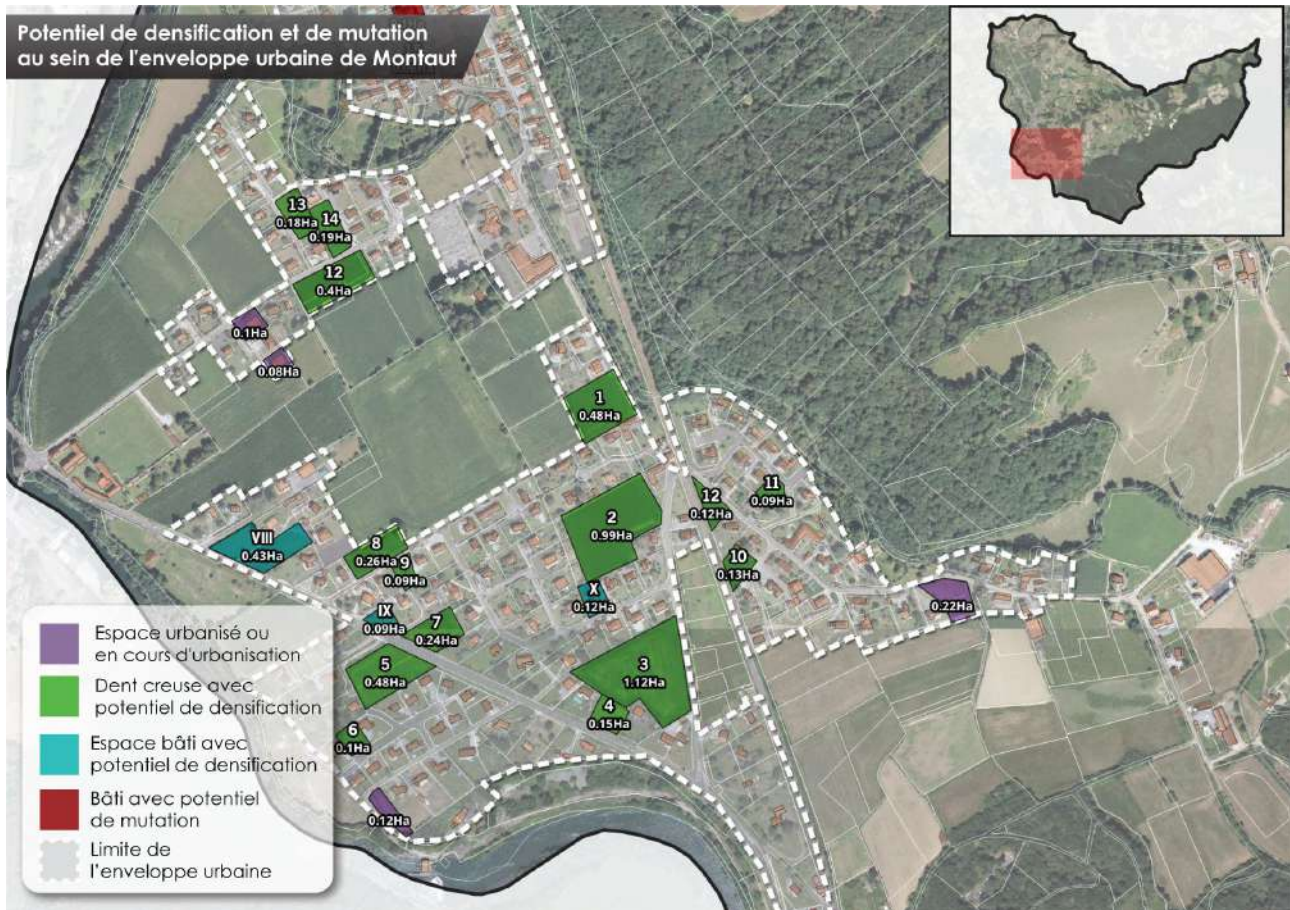 Potentiel de densification et de mutation
au sein de l'enveloppe urbaine de Montaut
13
0.18Ha
14
0.19Ha
12
0.4Ha
0.1Ha
0.08Ha
1
0.48Ha
11
0.09Ha
12
0.12Ha
2
0.99Ha
VIII
0.43Ha
8
0.26Ha
9
0.09Ha
10
0.13Ha
X
0.12Ha
0.22Ha
IX
0.09Ha
7
0.24Ha
5
0.48Ha
3
1.12Ha
4
0.15Ha
6
0.1Ha
0.12Ha
Espace urbanisé ou
en cours d'urbanisation
Dent creuse avec
potentiel de densification
Espace bâti avec
potentiel de densification
Bâti avec potentiel
de mutation
Limite de
l'enveloppe urbaine